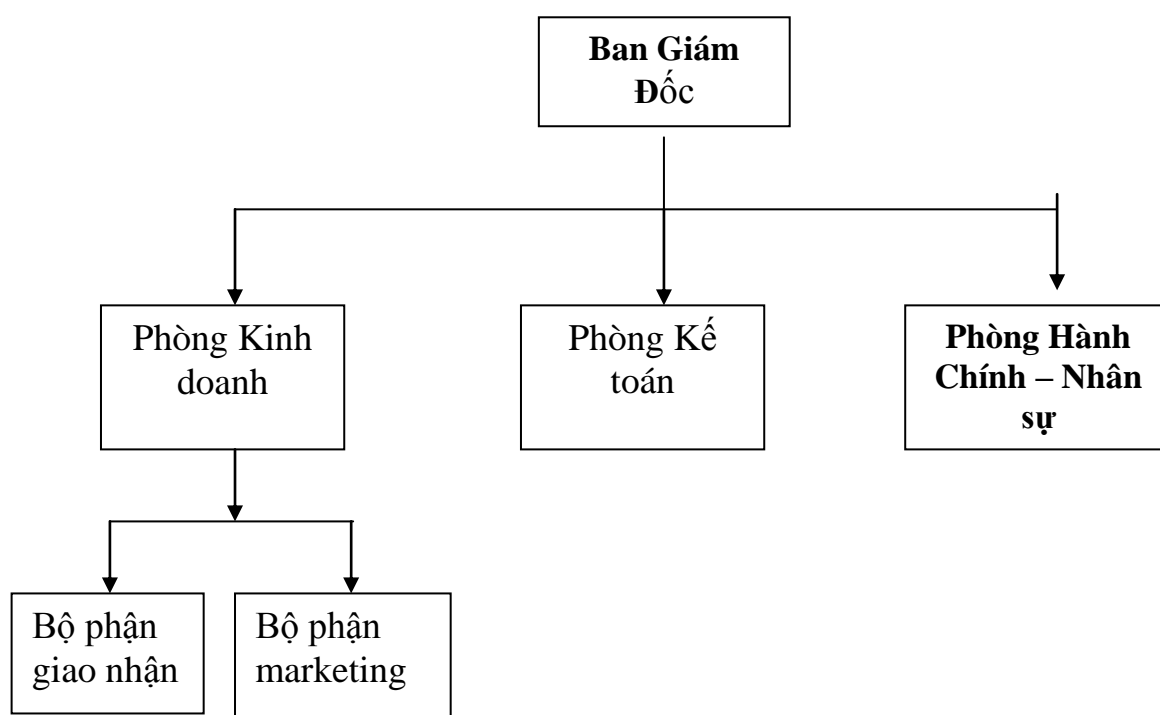 Ban Giám
Đốc
Phòng Kinh
doanh
Phòng Kế
toán
Phòng Hành
Chính – Nhân
sự
Bộ phận
giao nhận
Bộ phận
marketing